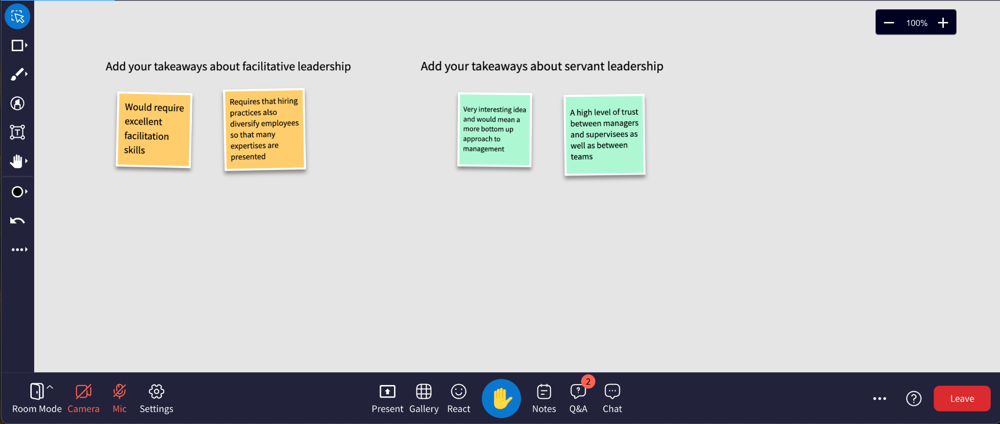 100%
Add your takeaways about facilitative leadership
Would require
excellent
facilitation
skills
Requires that hiring
practices also
diversify employees
so that many
expertises are
presented
Add your takeaways about servant leadership
Very interesting idea
and would mean a
more bottom up
approach to
management
A high level of trust
between managers
and supervisees as
well as between
teams
T
Room Mode
Camera
Mic
Settings
Present
Gallery
React
Notes
2
?
Q&A
Chat
?
Leave